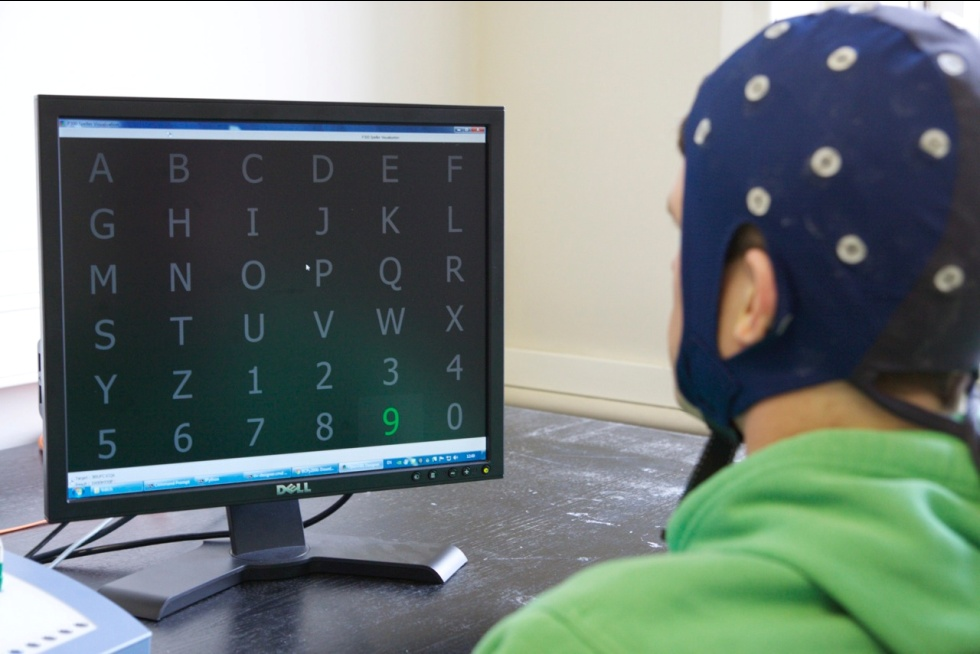 A B C D E F
G H I J K L
M N O P Q R
S T U V W X
Y Z 1 2 3 4
5 6 7 8 9 0
DELL